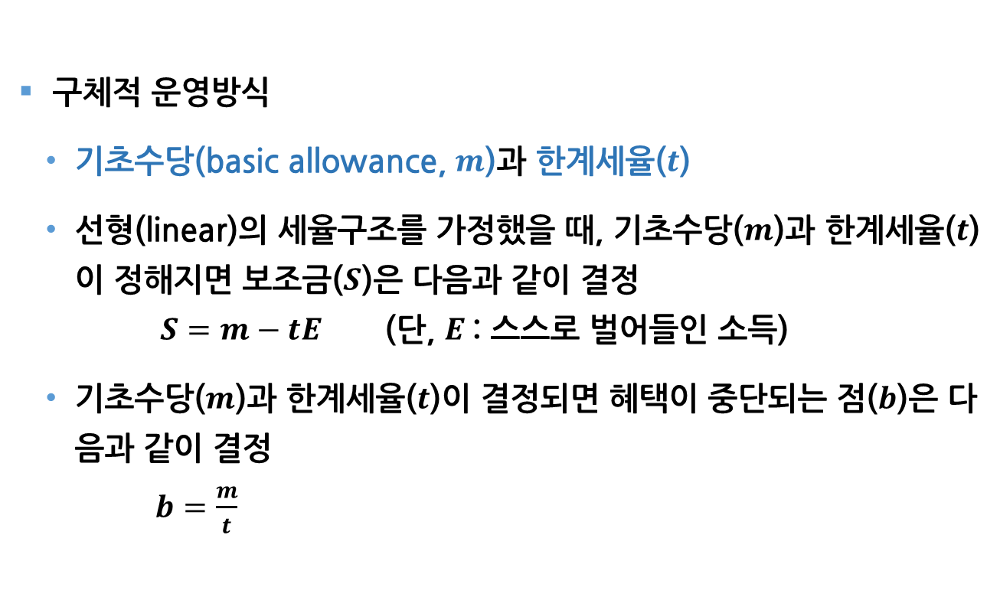 ▪ 구체적 운영방식
• 기초수당(basic allowance, m)과 한계세율(t)
• 선형(linear)의 세율구조를 가정했을 때, 기초수당(m)과 한계세율(t)
이 정해지면 보조금(S)은 다음과 같이 결정
S = m − tE (단, E : 스스로 벌어들인 소득)
• 기초수당(m)과 한계세율(t)이 결정되면 혜택이 중단되는 점(b)은 다
음과 같이 결정
b = m/t